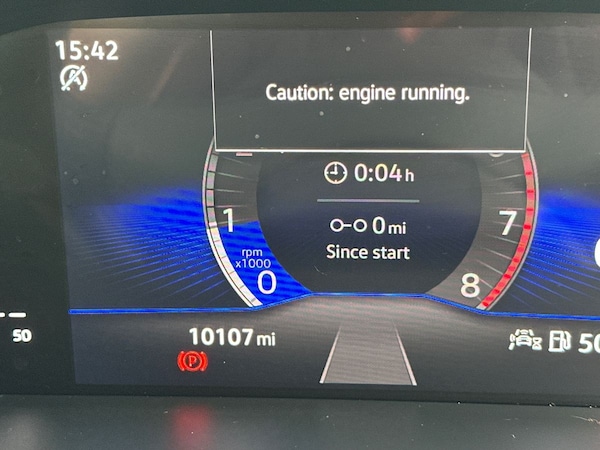 15:42
Caution: engine running.
0:04 h
0 mi
Since start
1
7
rpm
x1000
0
8
50
10107 mi
P
50